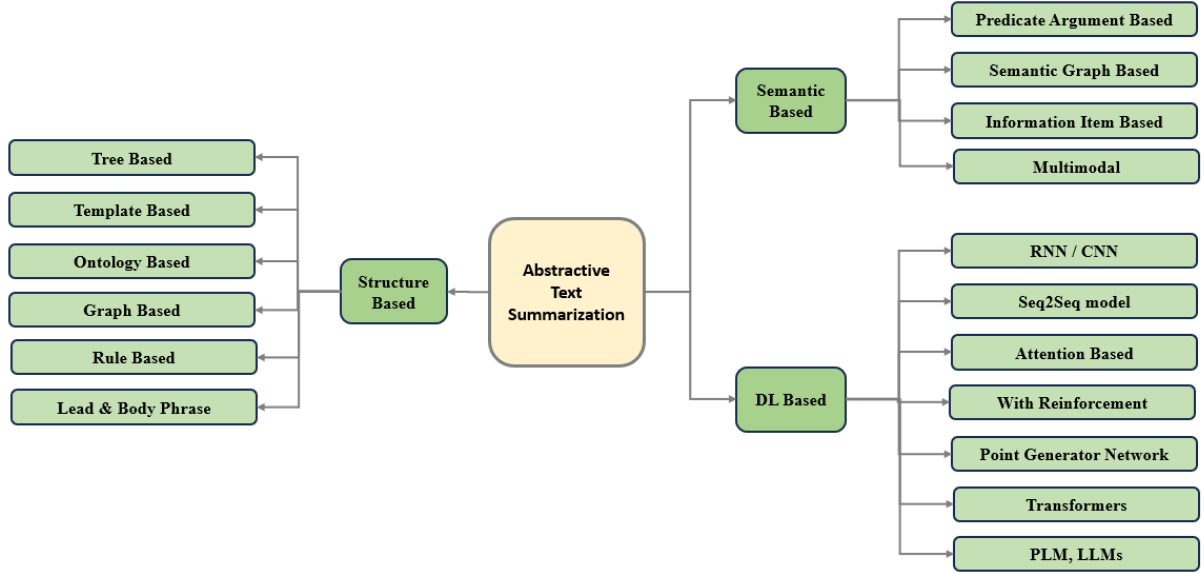 Tree Based
Template Based
Ontology Based
Graph Based
Rule Based
Lead & Body Phrase
Structure
Based
Abstractive
Text
Summarization
Semantic
Based
Predicate Argument Based
Semantic Graph Based
Information Item Based
Multimodal
DL Based
RNN / CNN
Seq2Seq model
Attention Based
With Reinforcement
Point Generator Network
Transformers
PLM, LLMs